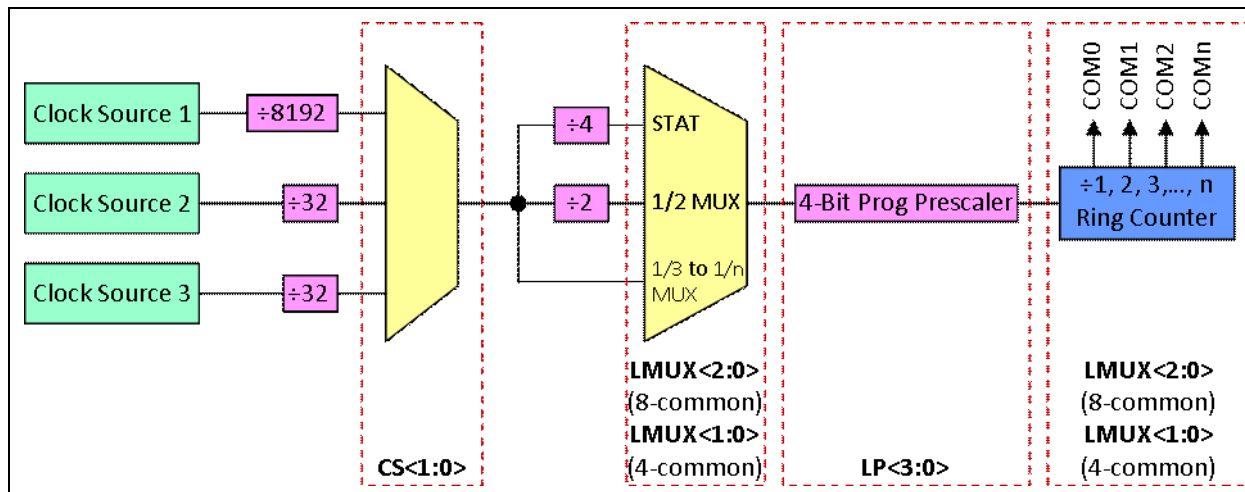 Clock Source 1
÷8192
Clock Source 2
÷32
Clock Source 3
÷32
CS<1:0>
÷4
÷2
STAT
1/2 MUX
1/3 to 1/n
MUX
LMUX<2:0>
(8-common)
LMUX<1:0>
(4-common)
4-Bit Prog Prescaler
LP<3:0>
COM0
COM1
COM2
COMn
÷1, 2, 3,..., n
Ring Counter
LMUX<2:0>
(8-common)
LMUX<1:0>
(4-common)